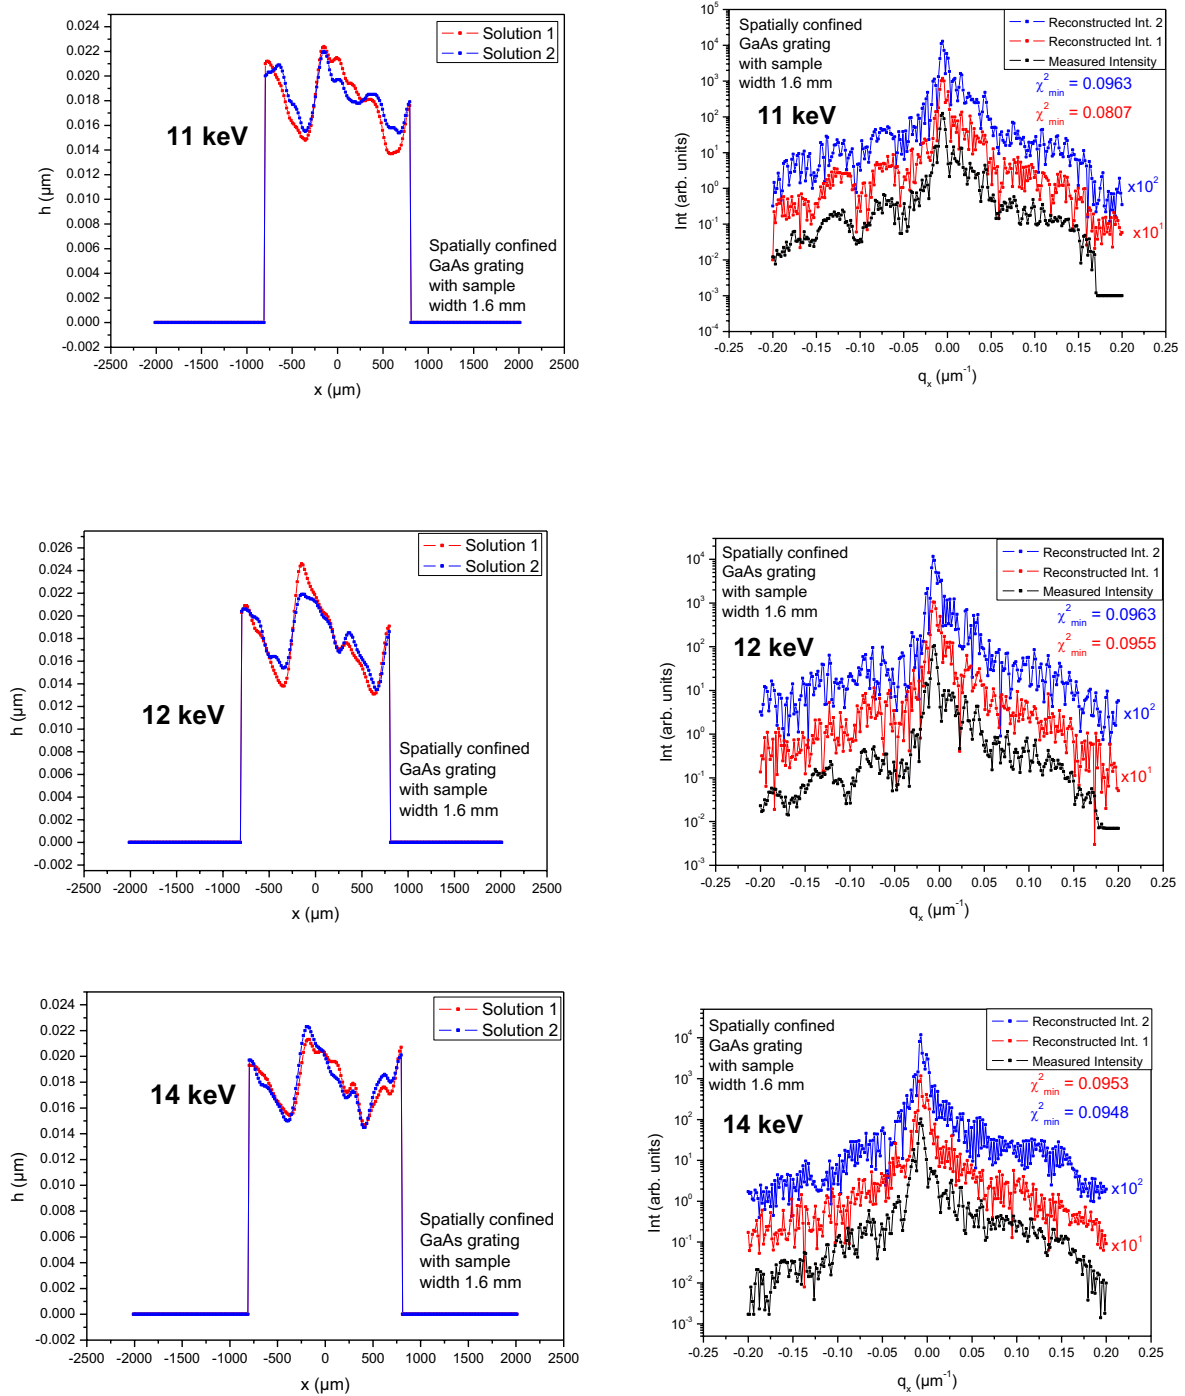 0.024
0.022
0.020
0.018
0.016
0.014
0.012
0.010
0.008
0.006
0.004
0.002
0.000
-0.002
h (µm)
Solution 1
Solution 2
11 keV
Spatially confined
GaAs grating
with sample
width 1.6 mm
-2500 -2000 -1500 -1000 -500 0 500 1000 1500 2000 2500
x (µm)
10^5
10^4
10^3
10^2
10^1
10^0
10^-1
10^-2
10^-3
10^-4
Int (arb. units)
Spatially confined
GaAs grating
with sample
width 1.6 mm
11 keV
Reconstructed Int. 2
Reconstructed Int. 1
Measured Intensity
χ²min = 0.0963
χ²min = 0.0807
x10^2
x10^1
-0.25 -0.20 -0.15 -0.10 -0.05 0.00 0.05 0.10 0.15 0.20 0.25
q_x (µm^-1)
0.026
0.024
0.022
0.020
0.018
0.016
0.014
0.012
0.010
0.008
0.006
0.004
0.002
0.000
-0.002
h (µm)
Solution 1
Solution 2
12 keV
Spatially confined
GaAs grating
with sample
width 1.6 mm
-2500 -2000 -1500 -1000 -500 0 500 1000 1500 2000 2500
x (µm)
10^4
10^3
10^2
10^1
10^0
10^-1
10^-2
10^-3
Int (arb. units)
Spatially confined
GaAs grating
with sample
width 1.6 mm
12 keV
Reconstructed Int. 2
Reconstructed Int. 1
Measured Intensity
χ²min = 0.0963
χ²min = 0.0955
x10^2
x10^1
-0.25 -0.20 -0.15 -0.10 -0.05 0.00 0.05 0.10 0.15 0.20 0.25
q_x (µm^-1)
0.024
0.022
0.020
0.018
0.016
0.014
0.012
0.010
0.008
0.006
0.004
0.002
0.000
-0.002
h (µm)
Solution 1
Solution 2
14 keV
Spatially confined
GaAs grating
with sample
width 1.6 mm
-2500 -2000 -1500 -1000 -500 0 500 1000 1500 2000 2500
x (µm)
10^4
10^3
10^2
10^1
10^0
10^-1
10^-2
10^-3
Int (arb. units)
Spatially confined
GaAs grating
with sample
width 1.6 mm
14 keV
Reconstructed Int. 2
Reconstructed Int. 1
Measured Intensity
χ²min = 0.0953
χ²min = 0.0948
x10^2
x10^1
-0.25 -0.20 -0.15 -0.10 -0.05 0.00 0.05 0.10 0.15 0.20 0.25
q_x (µm^-1)